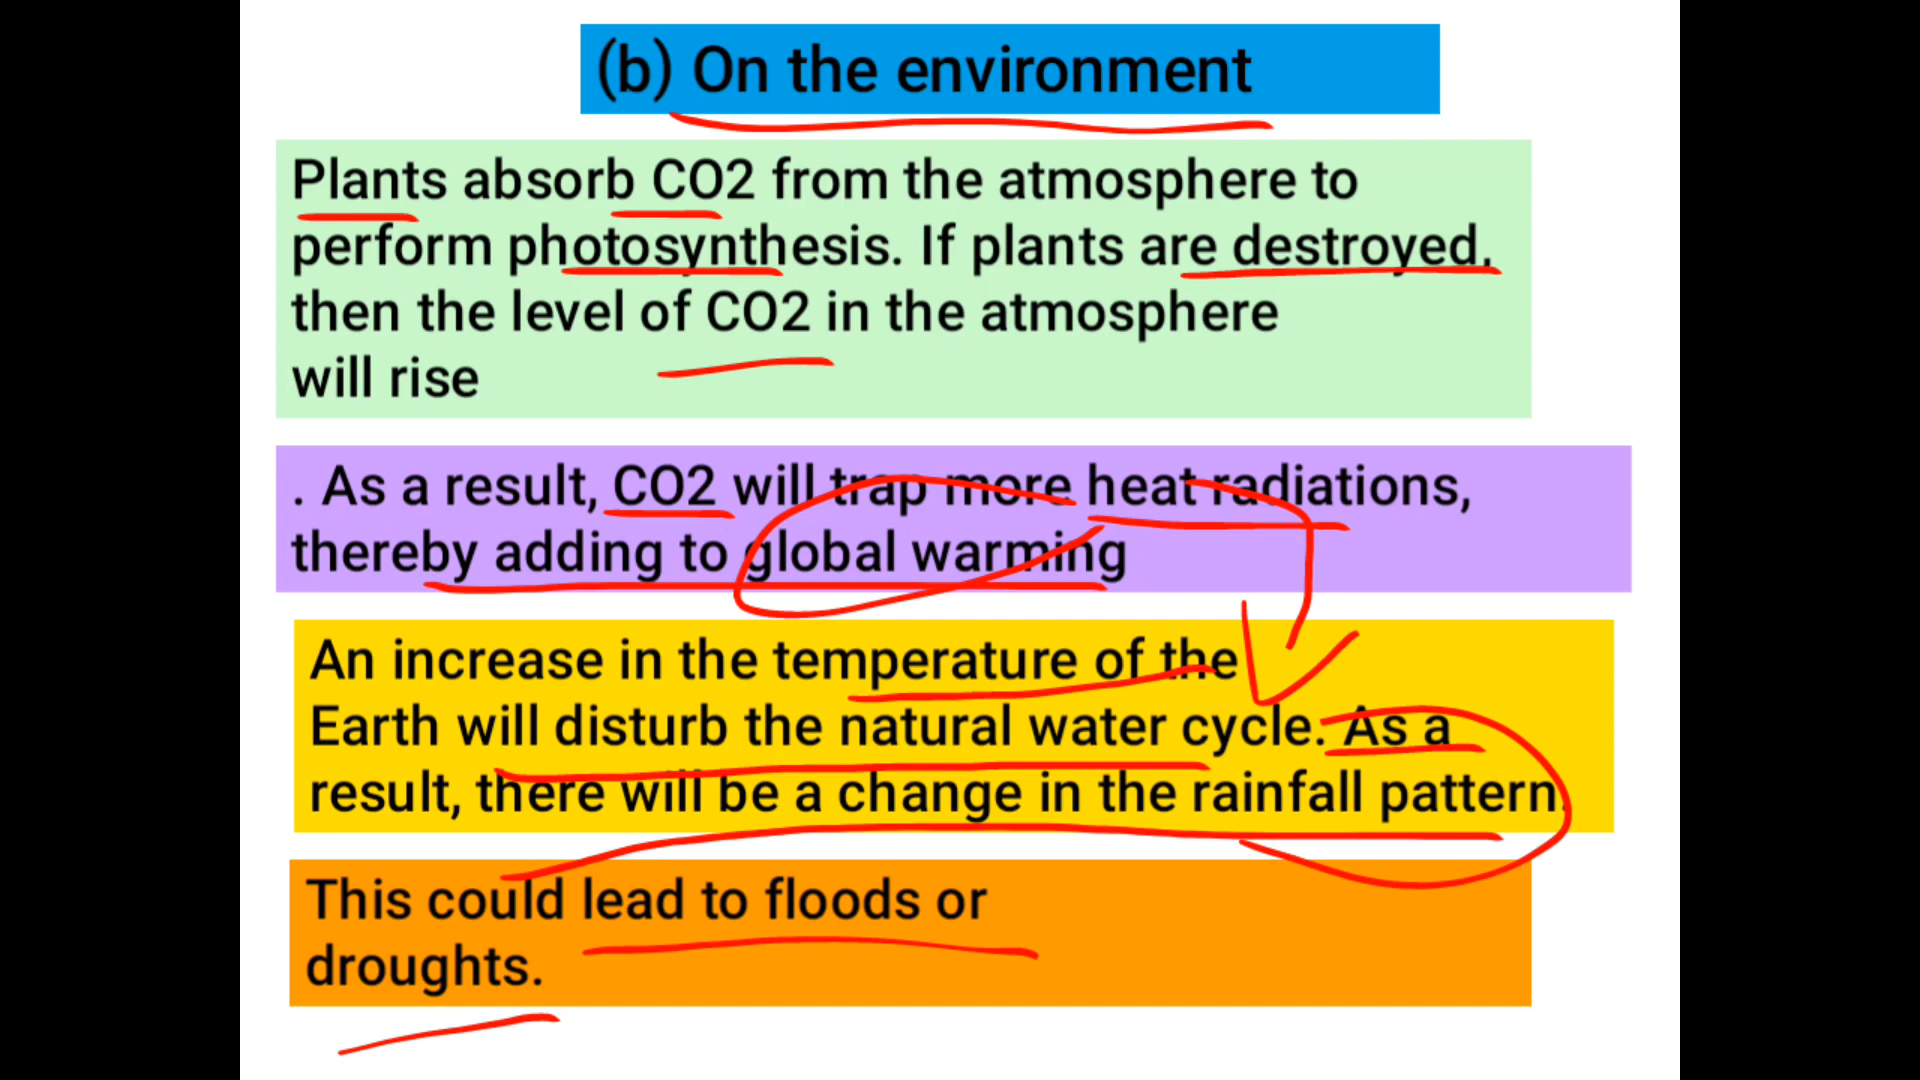 (b) On the environment
Plants absorb CO2 from the atmosphere to
perform photosynthesis. If plants are destroyed,
then the level of CO2 in the atmosphere
will rise
. As a result, CO2 will trap more heat radiations,
thereby adding to global warming
An increase in the temperature of the
Earth will disturb the natural water cycle. As a
result, there will be a change in the rainfall pattern.
This could lead to floods or
droughts.